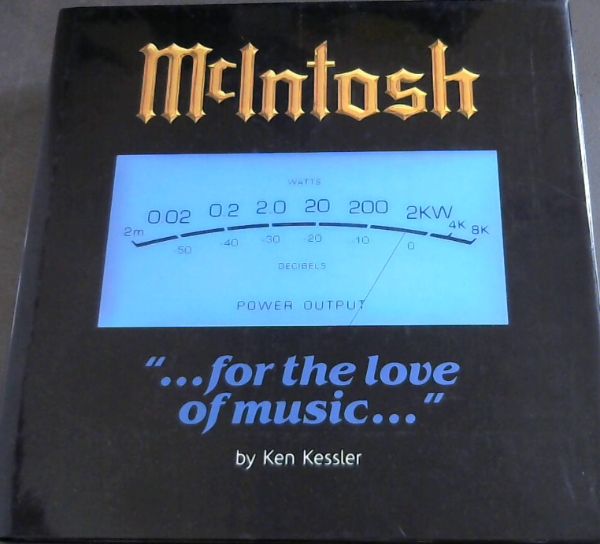 McIntosh
WATTS
2m 0.02 0.2 2.0 20 200 2KW 4K 8K
-50 -40 -30 20 -10 0
DECIBELS
POWER OUTPUT
"...for the love
of music..."
by Ken Kessler